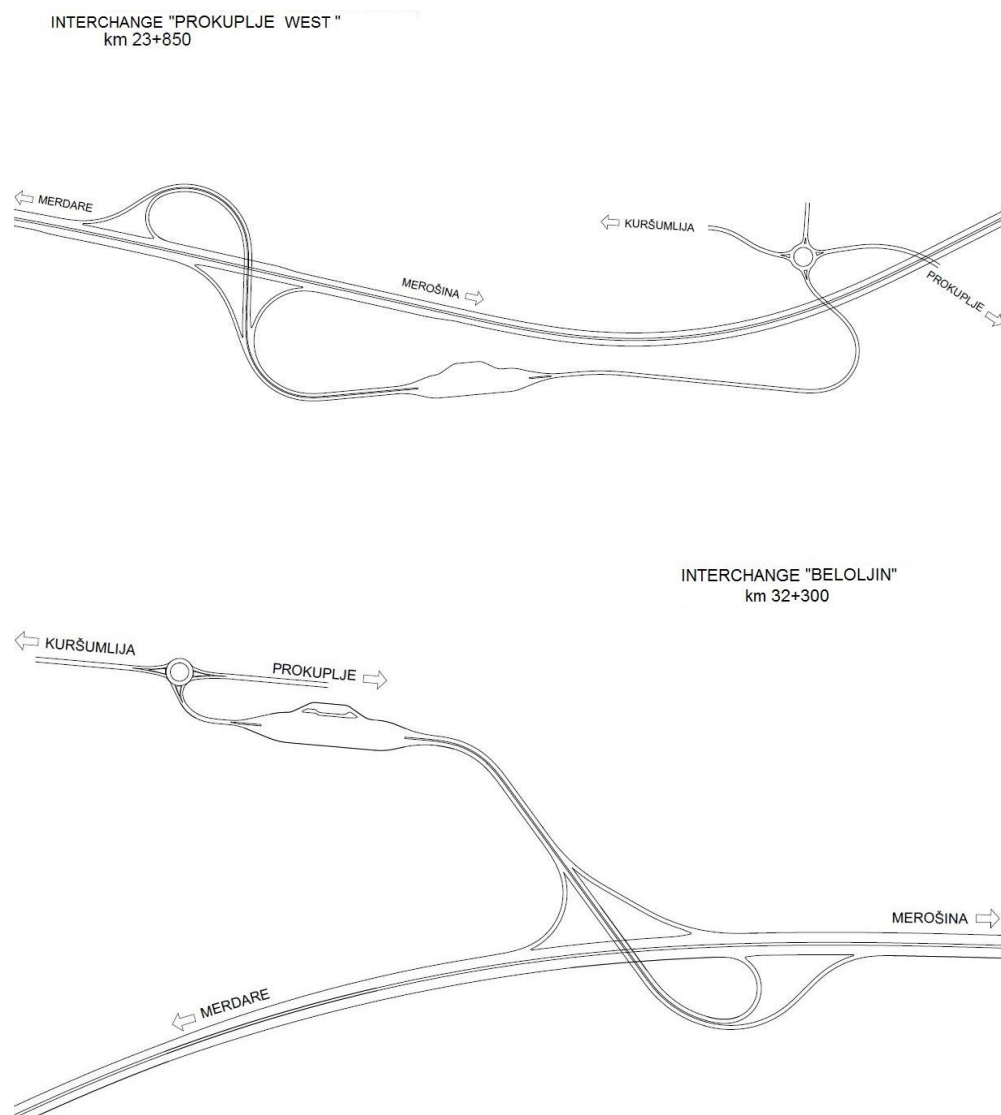 INTERCHANGE "PROKUPLJE WEST "
km 23+850
MERDARE
KURŠUMLIJA
MEROŠINA
PROKUPLJE
INTERCHANGE "BELOLJIN"
km 32+300
KURŠUMLIJA
PROKUPLJE
MEROŠINA
MERDARE